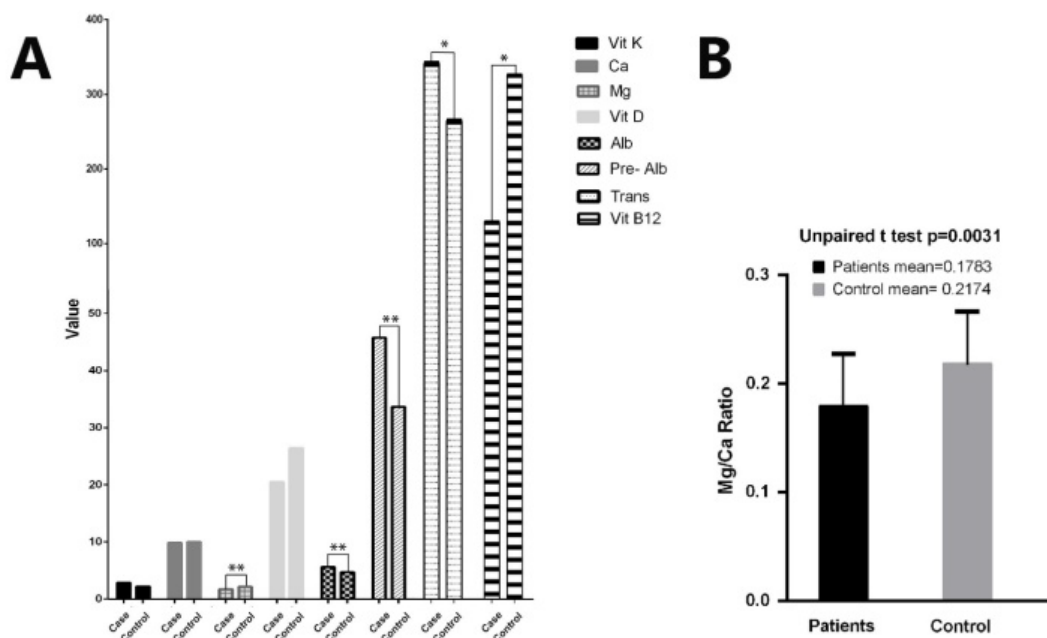 A
Value
400
300
200
100
50
40
30
20
10
0
*
*
**
**
**
Case
Control
Case
Control
Case
Control
Case
Control
Case
Control
Case
Control
Case
Control
Case
Control
Vit K
Ca
Mg
Vit D
Alb
Pre- Alb
Trans
Vit B12
B
Unpaired t test p=0.0031
Patients mean=0.1783
Control mean= 0.2174
Mg/Ca Ratio
0.3
0.2
0.1
0.0
Patients
Control